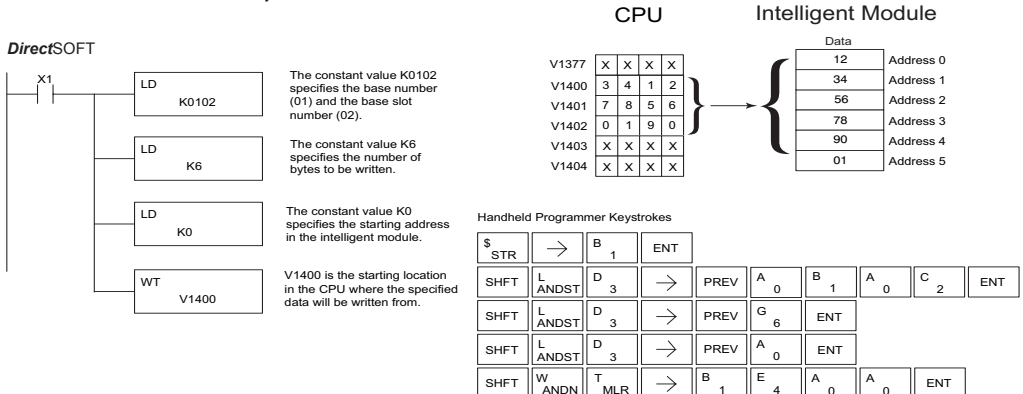 DirectSOFT
X1
LD
K0102
The constant value K0102
specifies the base number
(01) and the base slot
number (02).
LD
K6
The constant value K6
specifies the number of
bytes to be written.
LD
K0
The constant value K0
specifies the starting address
in the intelligent module.
WT
V1400
V1400 is the starting location
in the CPU where the specified
data will be written from.
CPU
Intelligent Module
Data
V1377 X X X X
V1400 3 4 1 2
V1401 7 8 5 6
V1402 0 1 9 0
V1403 X X X X
V1404 X X X X
12 Address 0
34 Address 1
56 Address 2
78 Address 3
90 Address 4
01 Address 5
Handheld Programmer Keystrokes
$ STR → B 1 ENT
SHFT L ANDST D 3 → PREV A 0 B 1 A 0 C 2 ENT
SHFT L ANDST D 3 → PREV G 6 ENT
SHFT L ANDST D 3 → PREV A 0 ENT
SHFT W ANDN T MLR → B 1 E 4 A 0 A 0 ENT